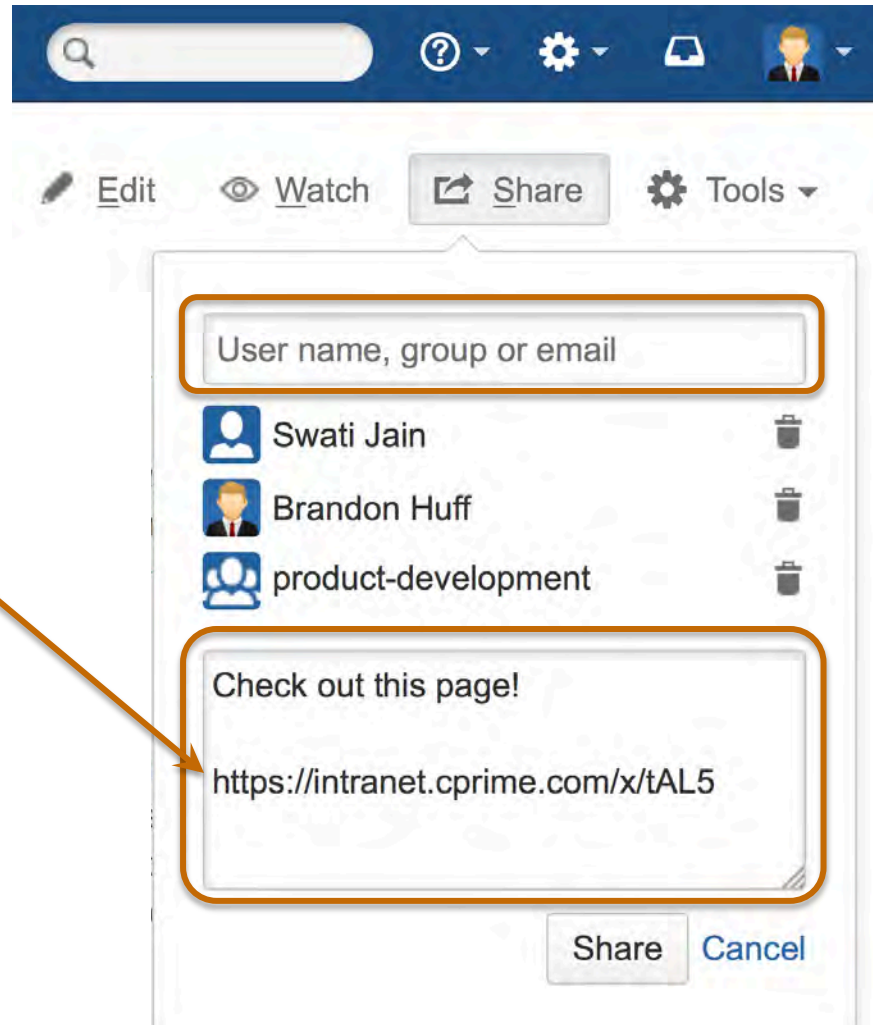 Edit Watch Share Tools
User name, group or email
Swati Jain
Brandon Huff
product-development
Check out this page!
https://intranet.cprime.com/x/tAL5
Share Cancel